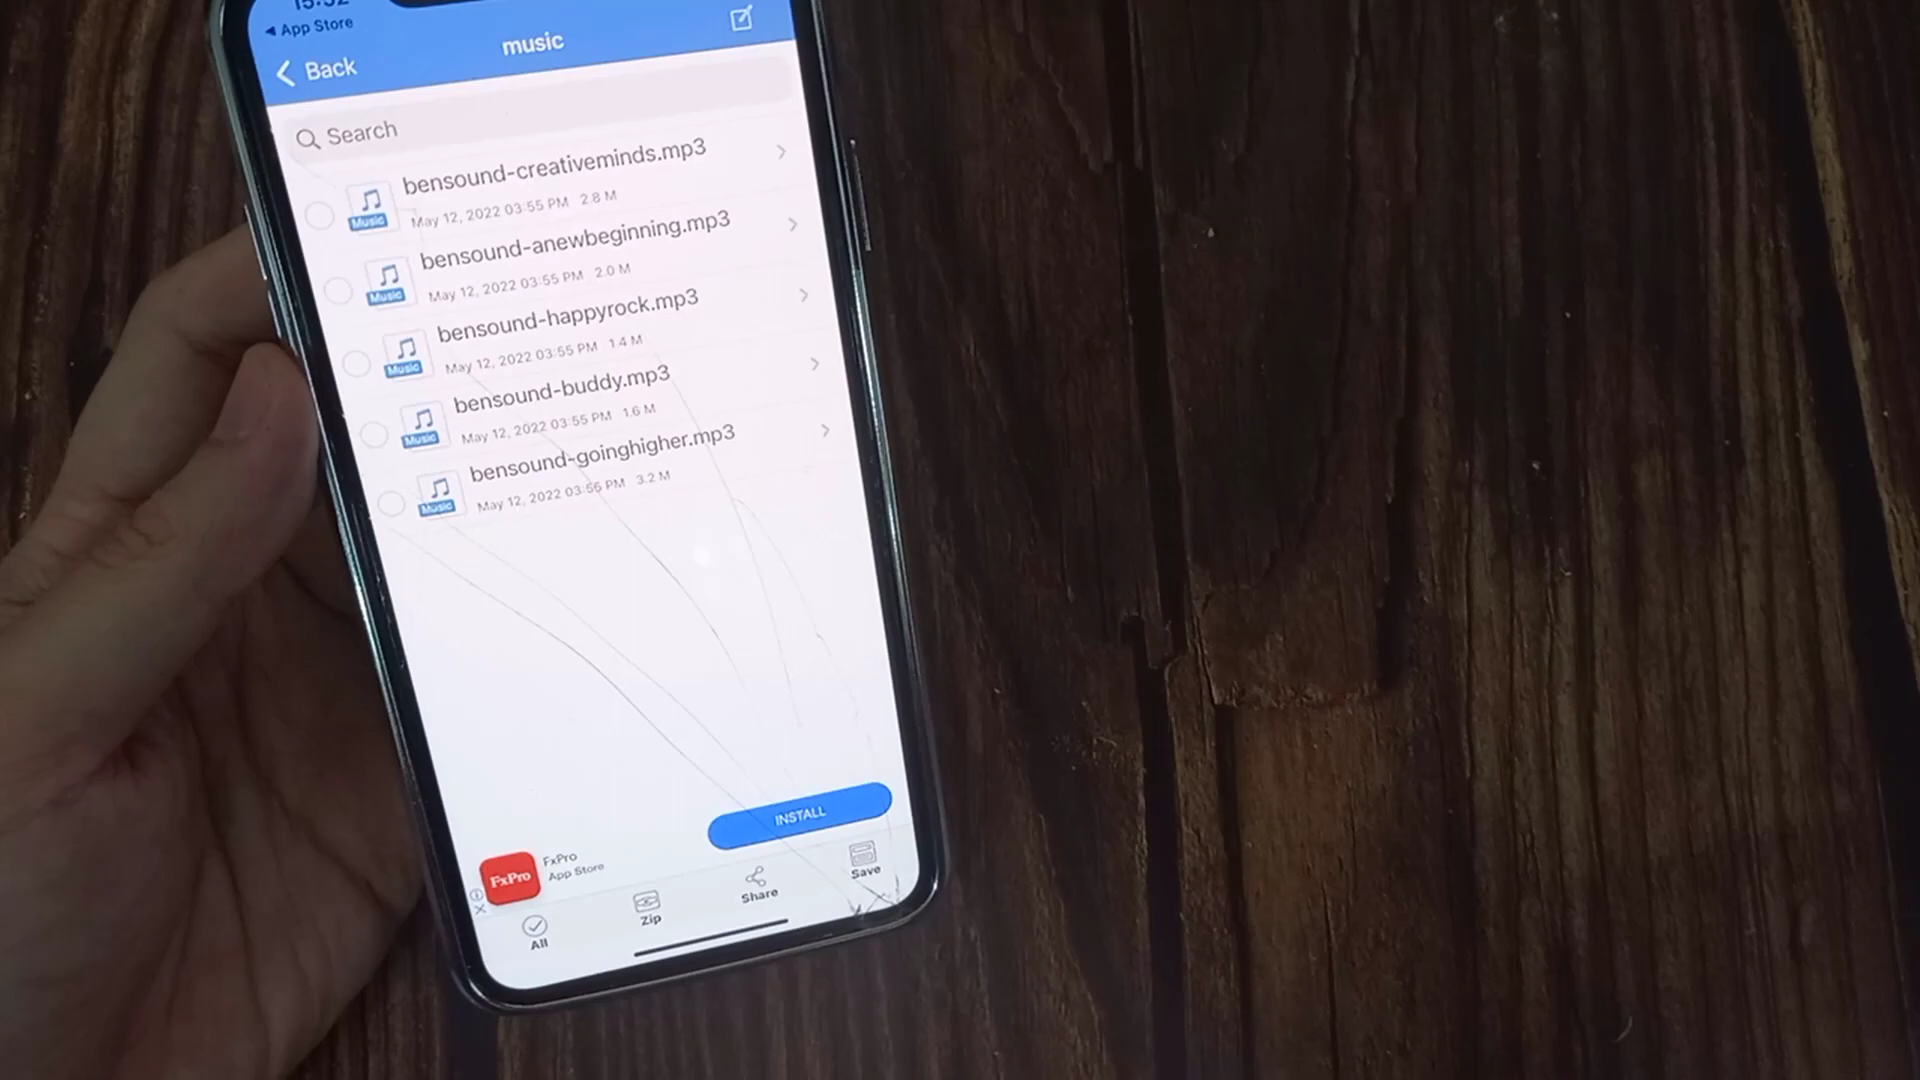 15:52
◄ App Store
Back
music
Search
bensound-creativeminds.mp3
Music
May 12, 2022 03:55 PM 2.8 M
bensound-anewbeginning.mp3
Music
May 12, 2022 03:55 PM 2.0 M
bensound-happyrock.mp3
Music
May 12, 2022 03:55 PM 1.4 M
bensound-buddy.mp3
Music
May 12, 2022 03:55 PM 1.6 M
bensound-goinghigher.mp3
Music
May 12, 2022 03:55 PM 3.2 M
INSTALL
FxPro
FxPro
App Store
All
Zip
Share
Save